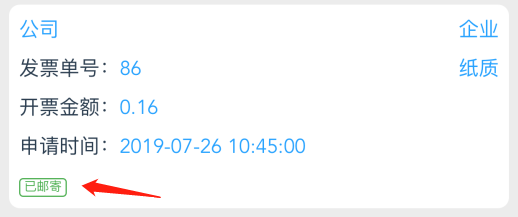 公司 企业
发票单号：86 纸质
开票金额：0.16
申请时间：2019-07-26 10:45:00
已邮寄